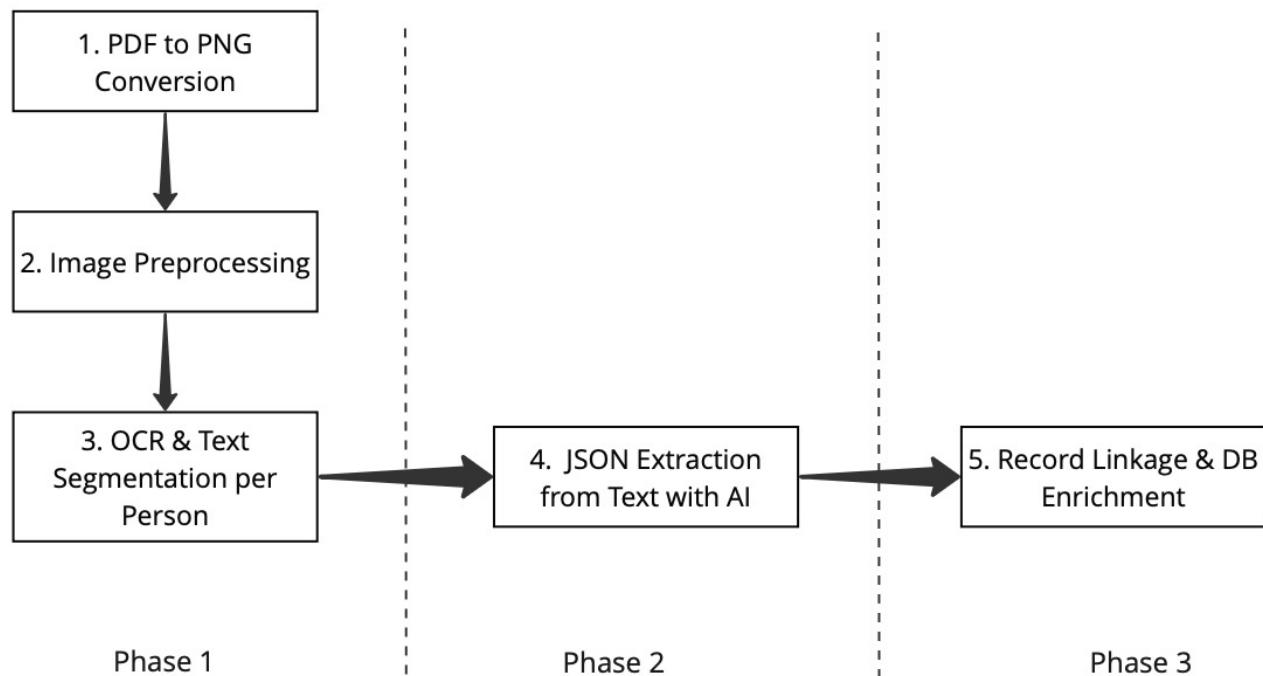 1. PDF to PNG
Conversion
2. Image Preprocessing
3. OCR & Text
Segmentation per
Person
4. JSON Extraction
from Text with AI
5. Record Linkage & DB
Enrichment
Phase 1
Phase 2
Phase 3